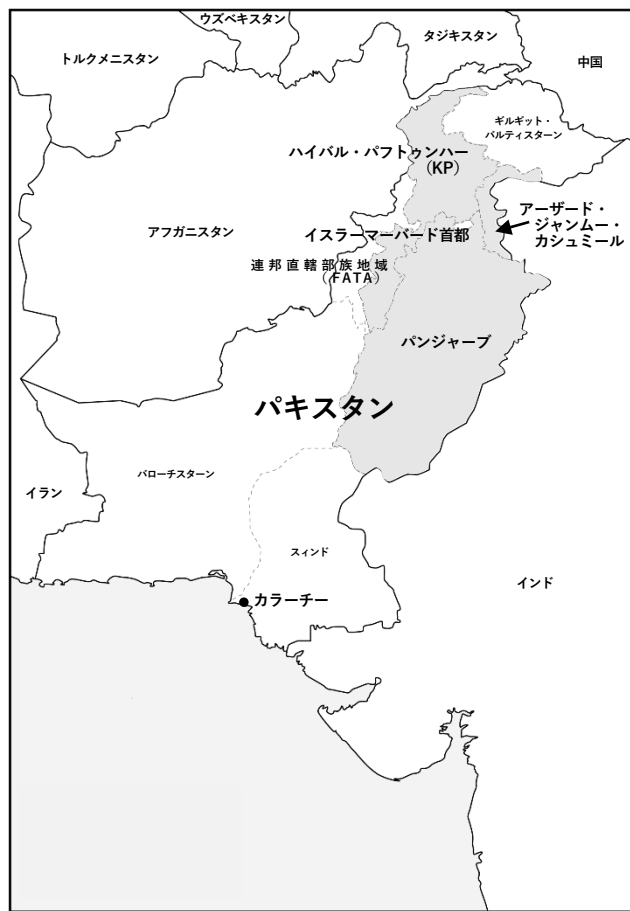 ウズベキスタン
タジキスタン
トルクメニスタン
中国
ギルギット・
バルティスターン
ハイバル・パフトゥンハー
(KP)
アーザード・
ジャンムー・
カシュミール
アフガニスタン
イスラーマーバード首都
連邦直轄部族地域
(FATA)
パンジャーブ
パキスタン
バローチスターン
イラン
スィンド
インド
カラーチー